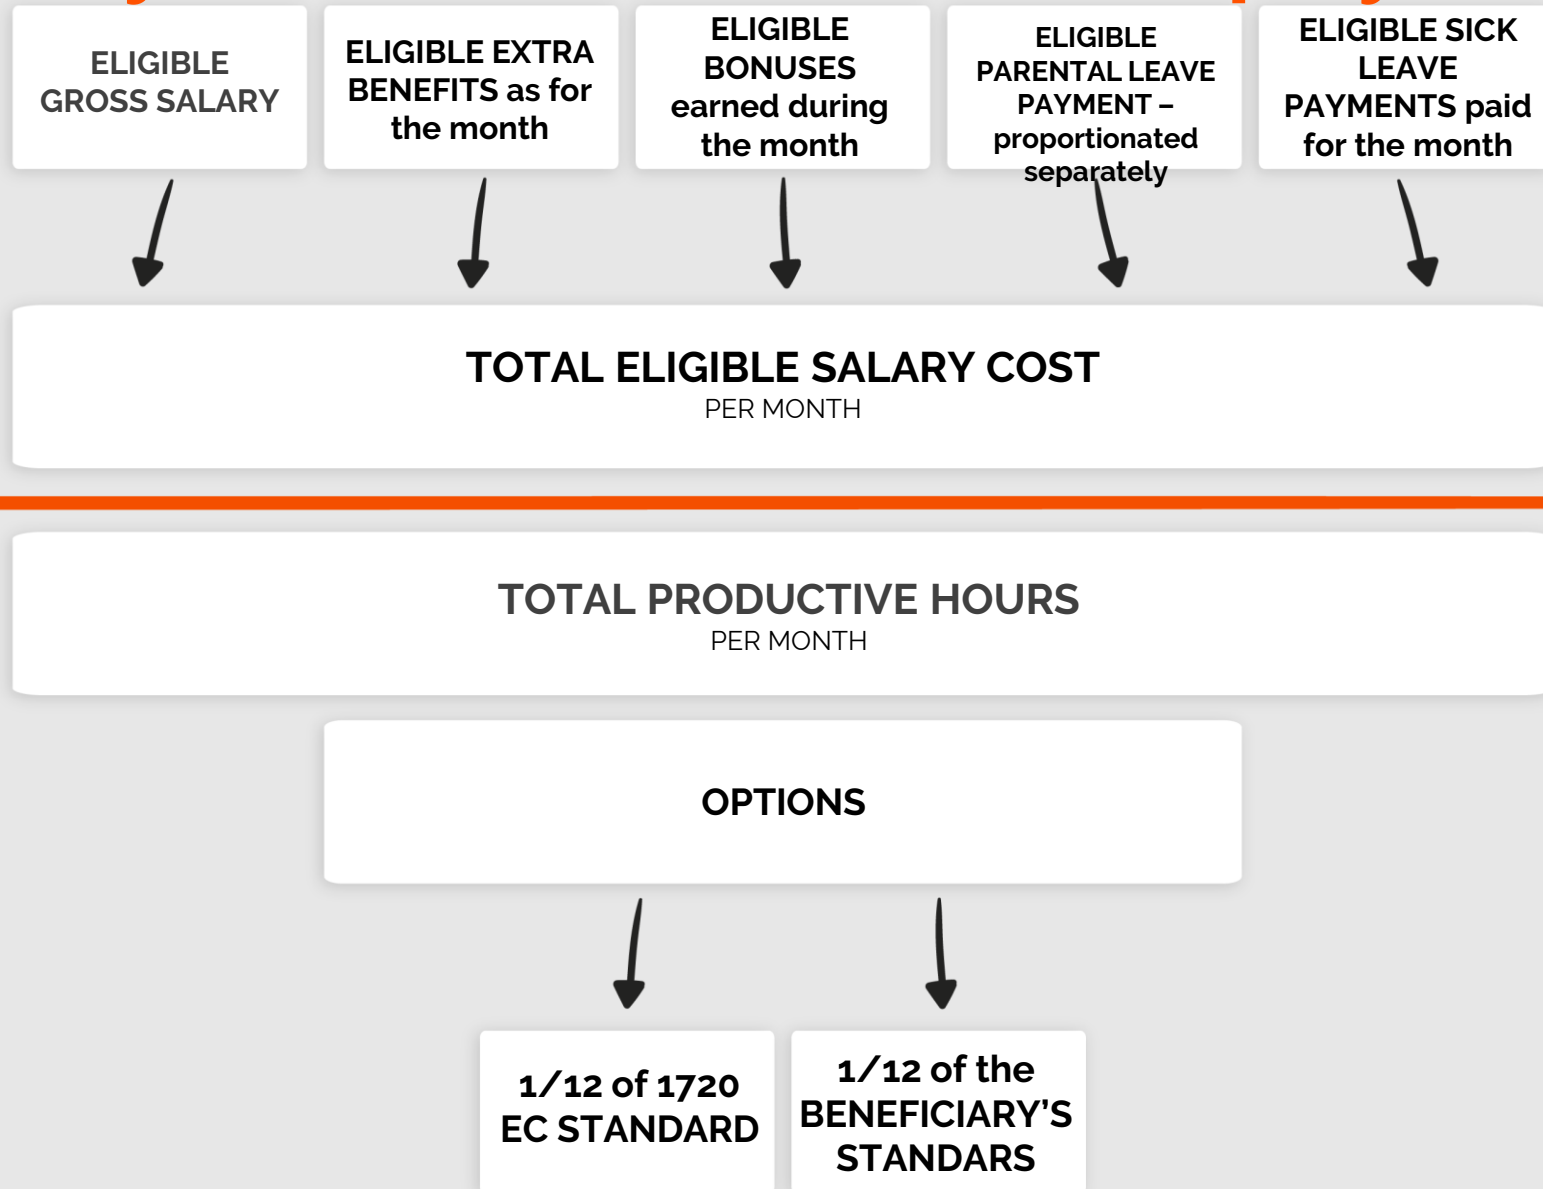 ELIGIBLE
GROSS SALARY
ELIGIBLE EXTRA
BENEFITS as for
the month
ELIGIBLE
BONUSES
earned during
the month
ELIGIBLE
PARENTAL LEAVE
PAYMENT –
proportionated
separately
ELIGIBLE SICK
LEAVE
PAYMENTS paid
for the month
TOTAL ELIGIBLE SALARY COST
PER MONTH
TOTAL PRODUCTIVE HOURS
PER MONTH
OPTIONS
1/12 of 1720
EC STANDARD
1/12 of the
BENEFICIARY’S
STANDARS